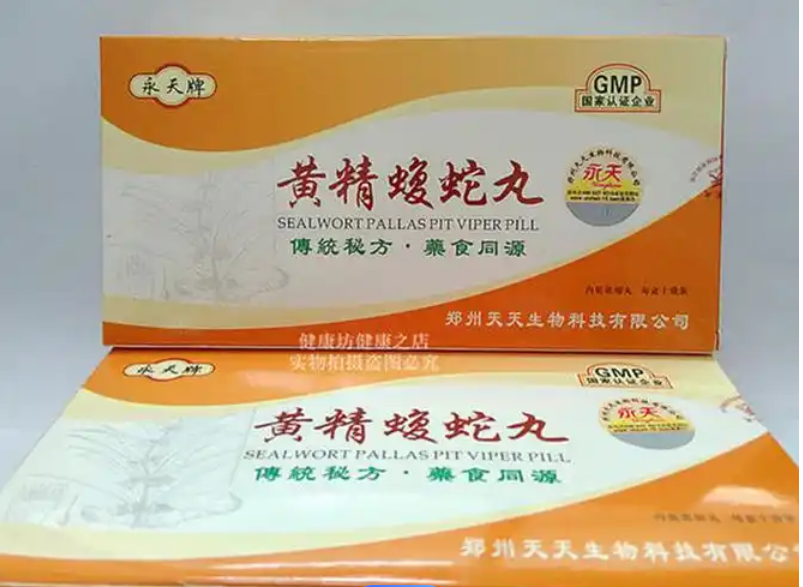 永天牌
GMP
国家认证企业
永天
黄精蝮蛇丸
SEALWORT PALLAS PIT VIPER PILL
傳統秘方·藥食同源
郑州天天生物科技有限公司
健康坊健康之店
实物拍摄盗图必究
永天牌
GMP
国家认证企业
永天
黄精蝮蛇丸
SEALWORT PALLAS PIT VIPER PILL
傳統秘方·藥食同源
郑州天天生物科技有限公司